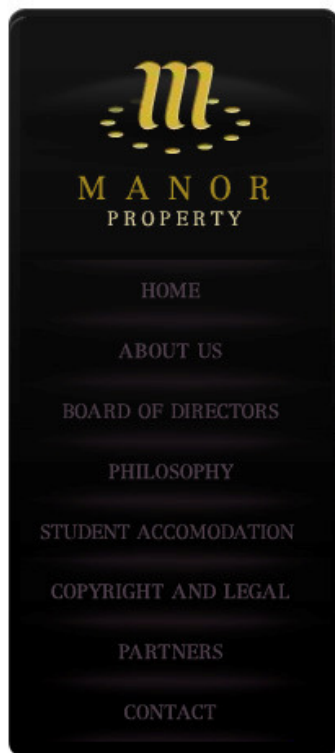 m
MANOR
PROPERTY
HOME
ABOUT US
BOARD OF DIRECTORS
PHILOSOPHY
STUDENT ACCOMODATION
COPYRIGHT AND LEGAL
PARTNERS
CONTACT